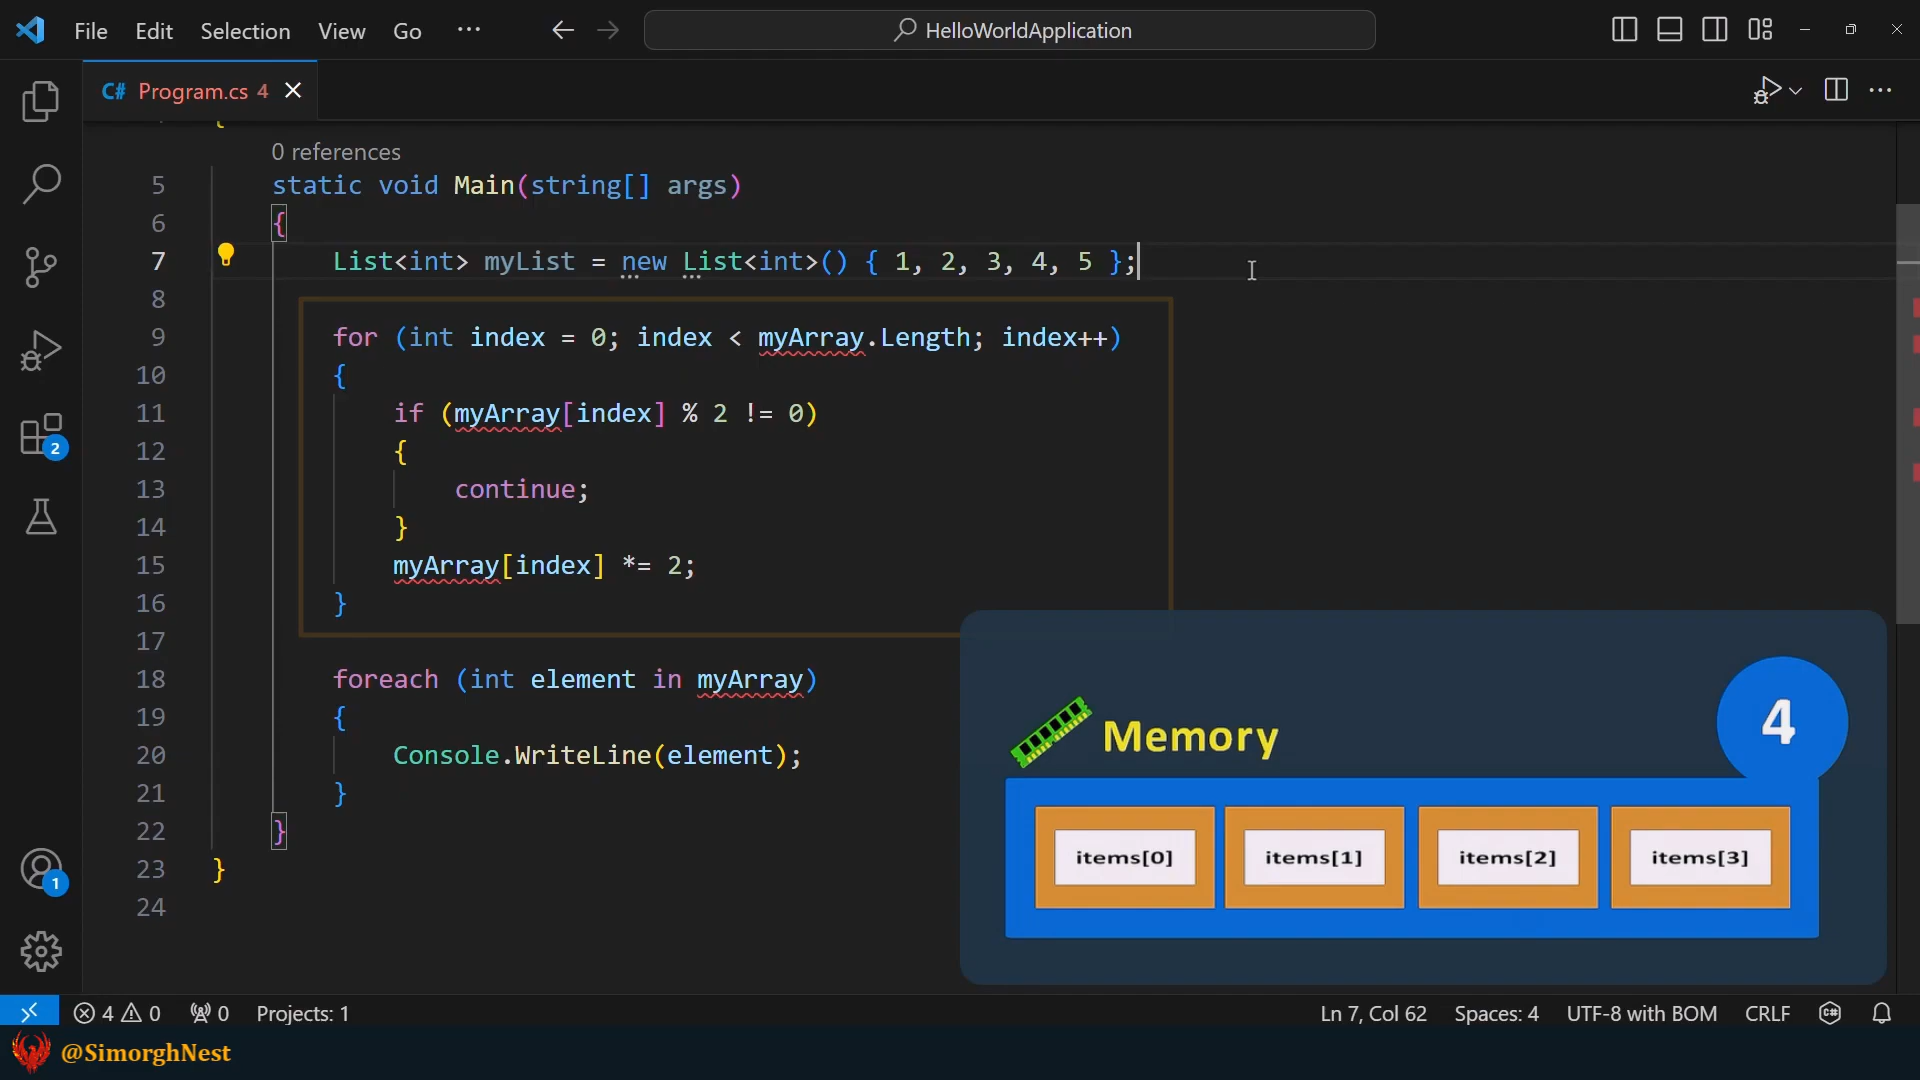 File Edit Selection View Go ··· HelloWorldApplication
C# Program.cs 4
{
0 references
5 static void Main(string[] args)
6 {
7 List<int> myList = new List<int>() { 1, 2, 3, 4, 5 };
8
9 for (int index = 0; index < myArray.Length; index++)
10 {
11 if (myArray[index] % 2 != 0)
12 {
13 continue;
14 }
15 myArray[index] *= 2;
16 }
17
18 foreach (int element in myArray)
19 {
20 Console.WriteLine(element);
21 }
22 }
23 }
24
2
1
Memory
4
items[0] items[1] items[2] items[3]
4 0 0 Projects: 1 Ln 7, Col 62 Spaces: 4 UTF-8 with BOM CRLF
@SimorghNest